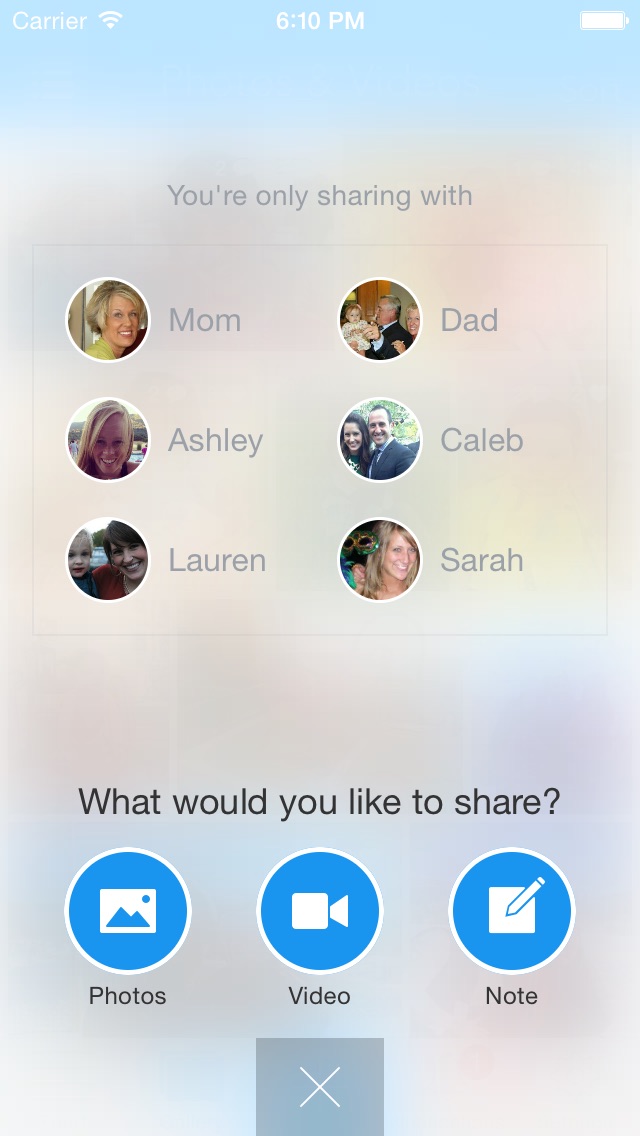 Carrier 6:10 PM
You're only sharing with
Mom Dad
Ashley Caleb
Lauren Sarah
What would you like to share?
Photos Video Note